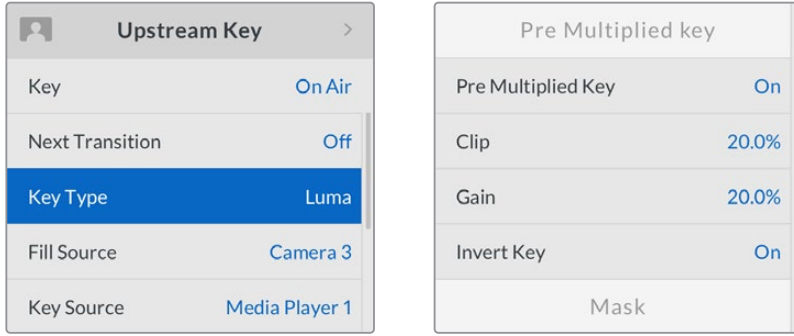 Upstream Key
Key On Air
Next Transition Off
Key Type Luma
Fill Source Camera 3
Key Source Media Player 1
Pre Multiplied key
Pre Multiplied Key On
Clip 20.0%
Gain 20.0%
Invert Key On
Mask